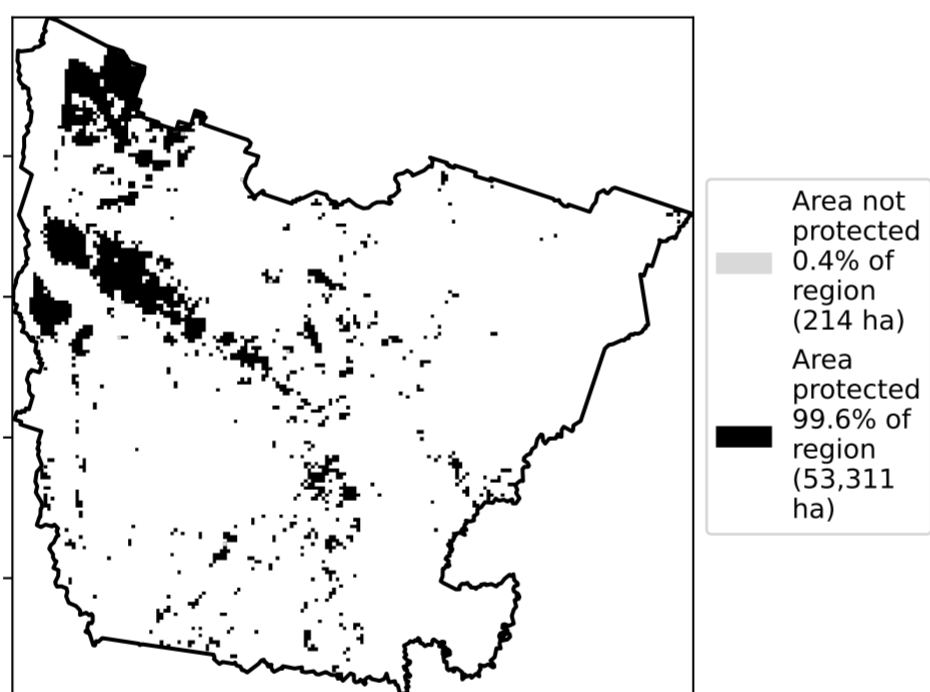 Area not
protected
0.4% of
region
(214 ha)
Area
protected
99.6% of
region
(53,311
ha)